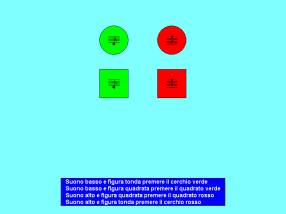 Suono basso e figura tonda premere il cerchio verde
Suono basso e figura quadrata premere il quadrato verde
Suono alto e figura quadrata premere il quadrato rosso
Suono alto e figura tonda premere il cerchio rosso